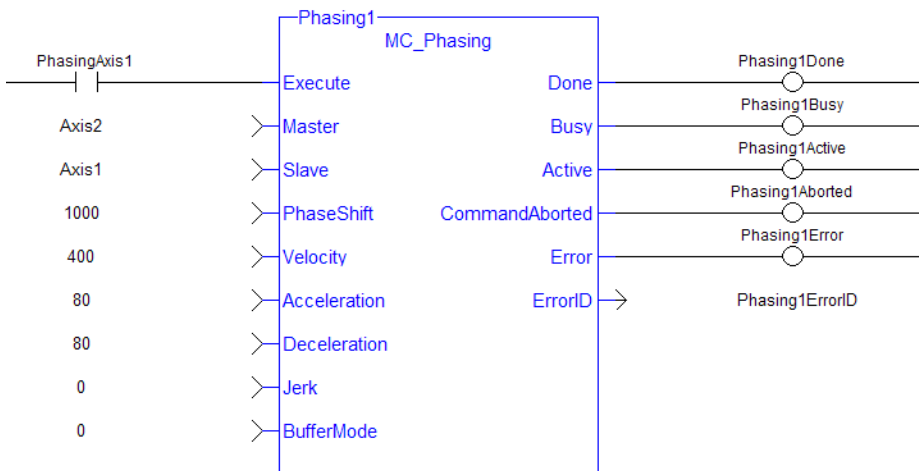 Phasing1
MC_Phasing
PhasingAxis1 Execute Done Phasing1Done
Axis2 Master Busy Phasing1Busy
Axis1 Slave Active Phasing1Active
1000 PhaseShift CommandAborted Phasing1Aborted
400 Velocity Error Phasing1Error
80 Acceleration ErrorID Phasing1ErrorID
80 Deceleration
0 Jerk
0 BufferMode